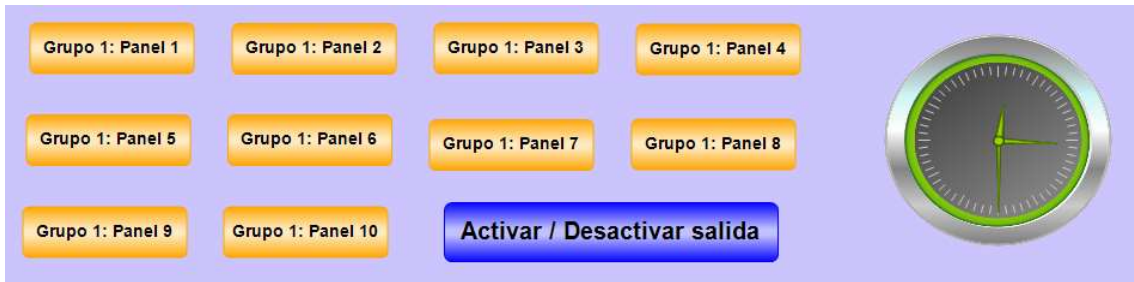 Grupo 1: Panel 1
Grupo 1: Panel 2
Grupo 1: Panel 3
Grupo 1: Panel 4
Grupo 1: Panel 5
Grupo 1: Panel 6
Grupo 1: Panel 7
Grupo 1: Panel 8
Grupo 1: Panel 9
Grupo 1: Panel 10
Activar / Desactivar salida